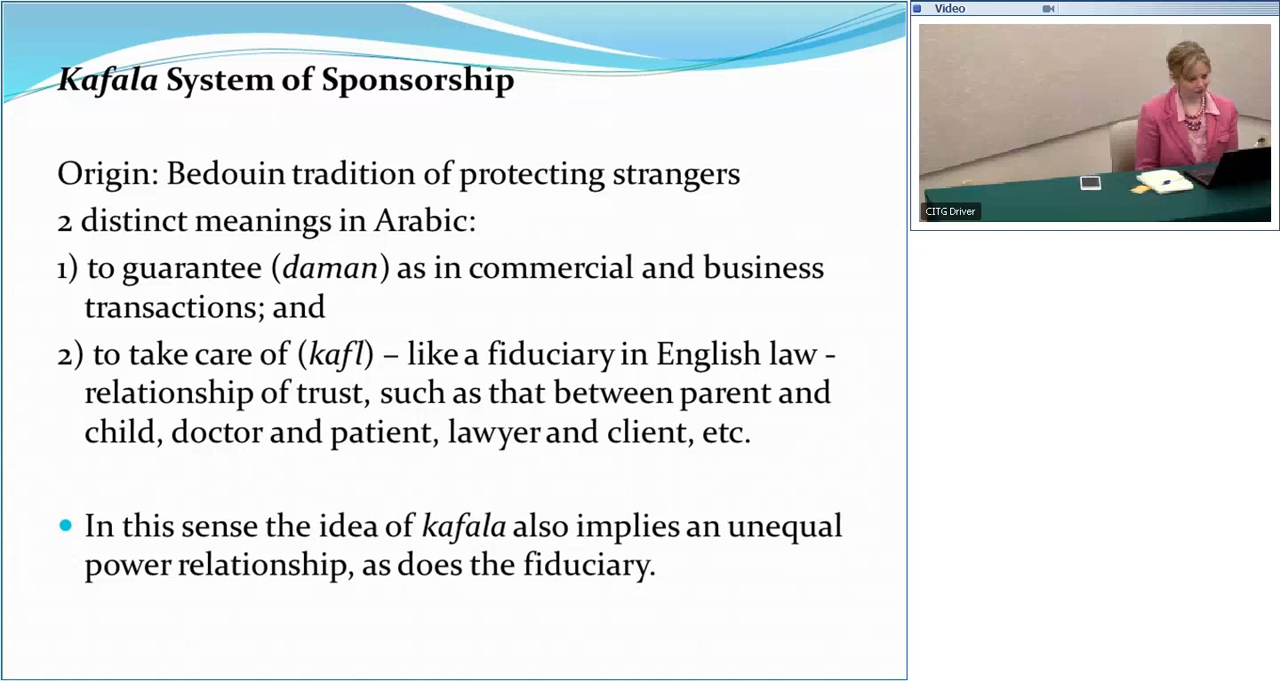 Kafala System of Sponsorship
Origin: Bedouin tradition of protecting strangers
2 distinct meanings in Arabic:
1) to guarantee (daman) as in commercial and business
transactions; and
2) to take care of (kafl) – like a fiduciary in English law -
relationship of trust, such as that between parent and
child, doctor and patient, lawyer and client, etc.
• In this sense the idea of kafala also implies an unequal
power relationship, as does the fiduciary.
Video
CITG Driver